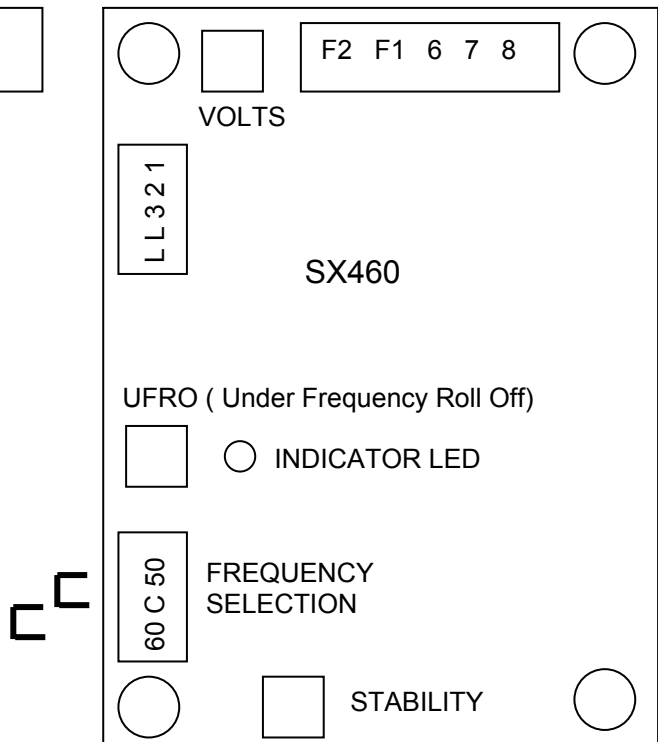 F2 F1 6 7 8
VOLTS
L L 3 2 1
SX460
UFRO ( Under Frequency Roll Off)
INDICATOR LED
60 C 50
FREQUENCY
SELECTION
STABILITY